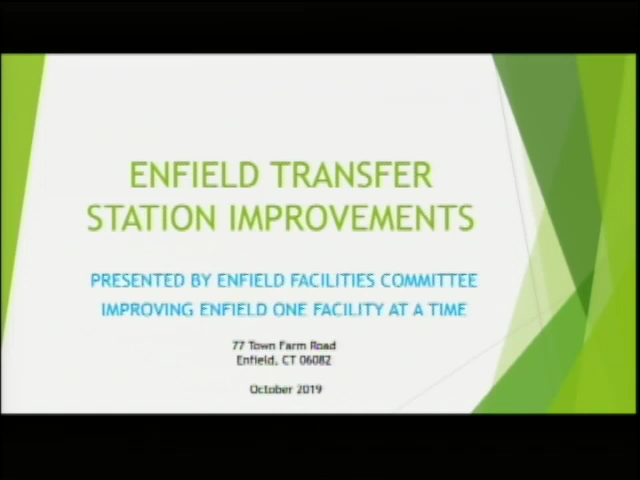 ENFIELD TRANSFER
STATION IMPROVEMENTS
PRESENTED BY ENFIELD FACILITIES COMMITTEE
IMPROVING ENFIELD ONE FACILITY AT A TIME
77 Town Farm Road
Enfield, CT 06082
October 2019